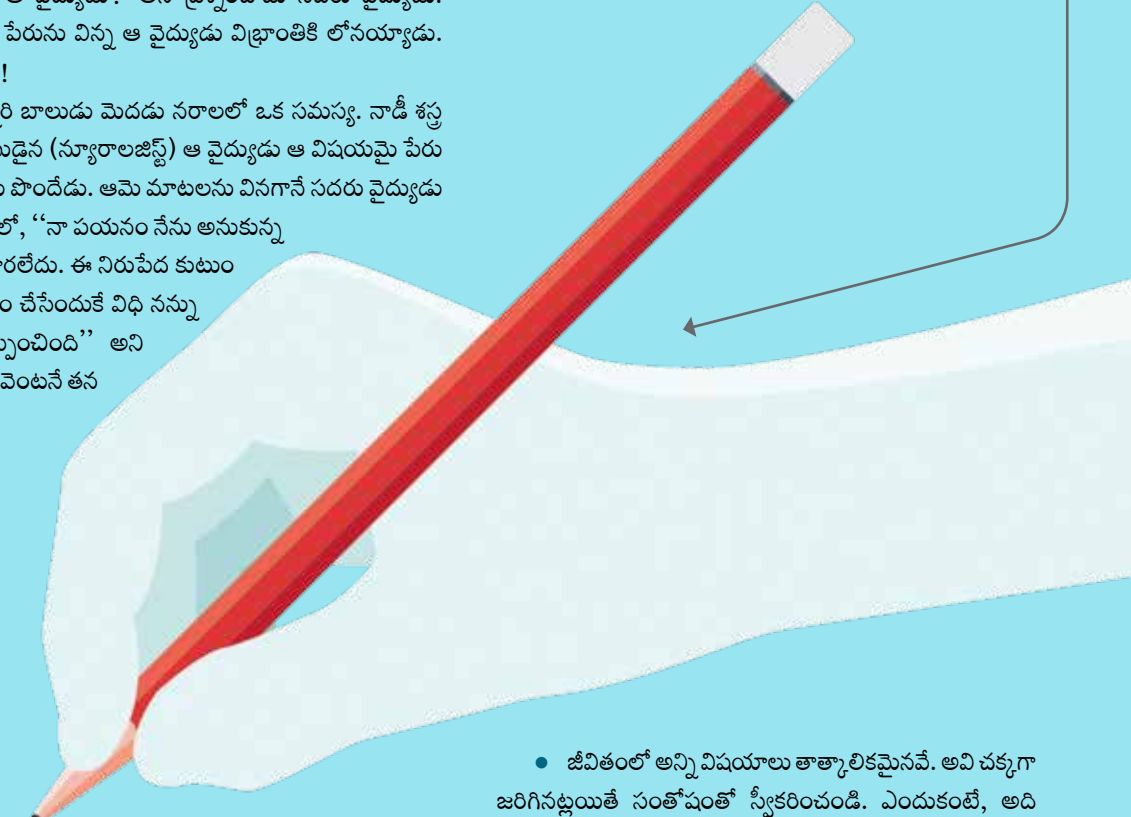 పేరును విన్న ఆ వైద్యుడు విభ్రాంతికి లోనయ్యాడు.
!
రి బాలుడు మెదడు నరాలలో ఒక సమస్య. నాడీ శస్త్ర
డైన (న్యూరాలజిస్ట్) ఆ వైద్యుడు ఆ విషయమై పేరు
పొందేడు. ఆమె మాటలను వినగానే సదరు వైద్యుడు
లో, ‘‘నా పయనం నేను అనుకున్న
రలేదు. ఈ నిరుపేద కుటుం
ం చేసేందుకే విధి నన్ను
ప్పించింది’’ అని
వెంటనే తన
• జీవితంలో అన్ని విషయాలు తాత్కాలికమైనవే. అవి చక్కగా
జరిగినట్లయితే సంతోషంతో స్వీకరించండి. ఎందుకంటే, అది